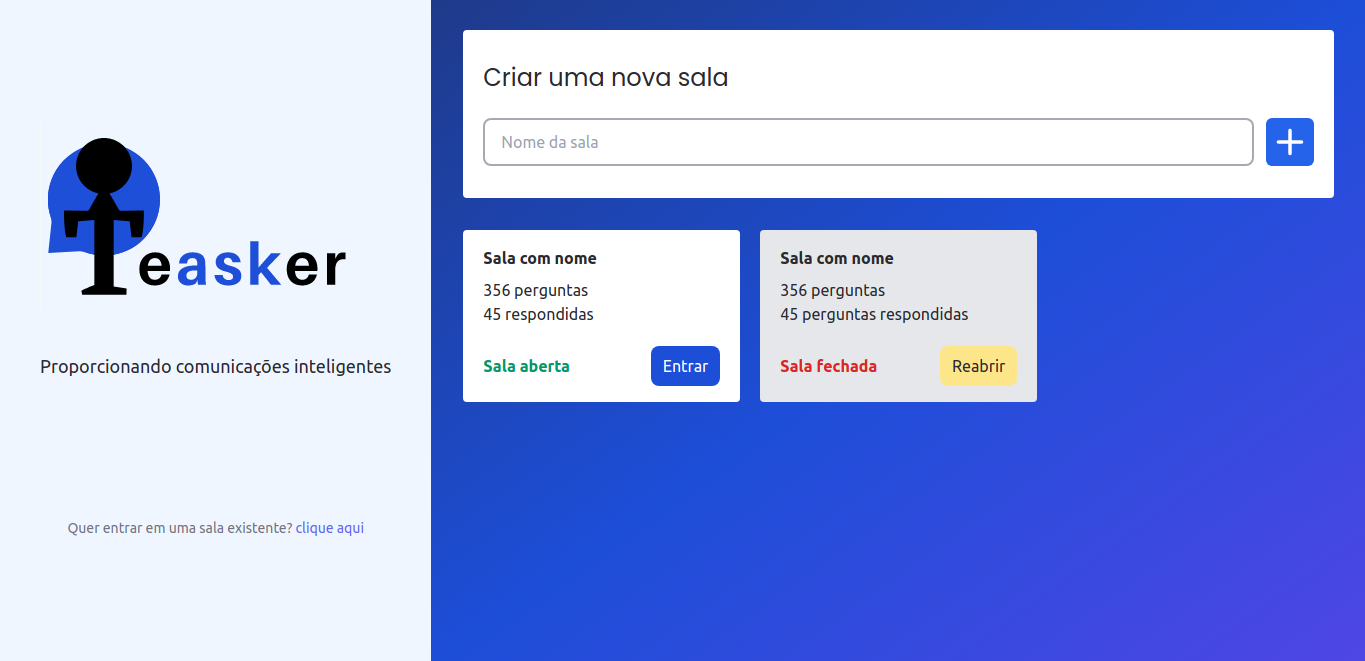 Teasker
Proporcionando comunicações inteligentes
Quer entrar em uma sala existente? clique aqui
Criar uma nova sala
Nome da sala
Sala com nome
356 perguntas
45 respondidas
Sala aberta
Entrar
Sala com nome
356 perguntas
45 perguntas respondidas
Sala fechada
Reabrir